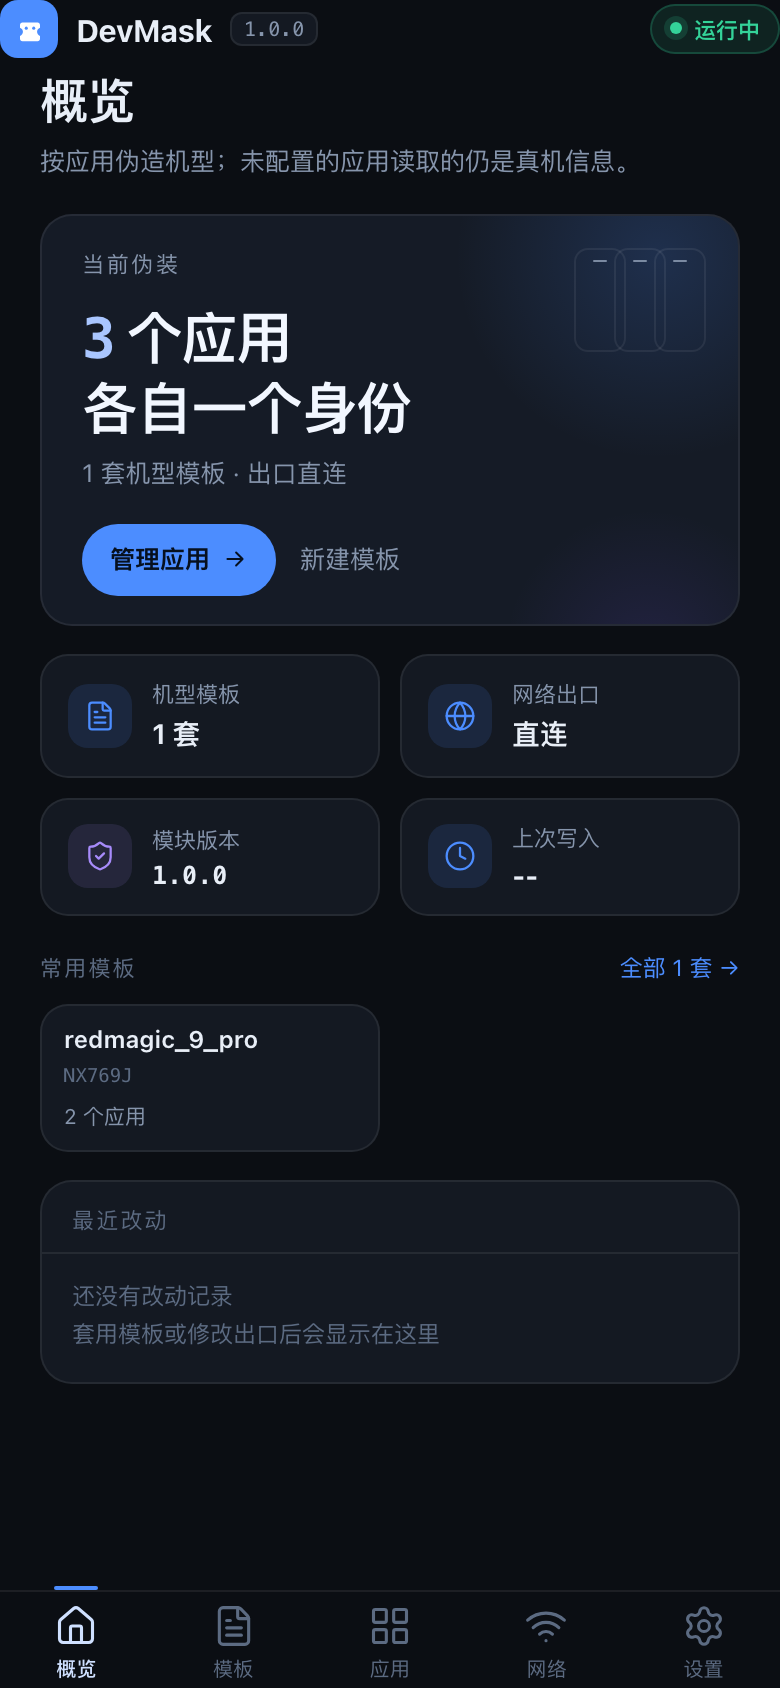 DevMask 1.0.0 运行中
概览
按应用伪造机型；未配置的应用读取的仍是真机信息。
当前伪装
3 个应用
各自一个身份
1 套机型模板 · 出口直连
管理应用 → 新建模板
机型模板
1 套
网络出口
直连
模块版本
1.0.0
上次写入
--
常用模板 全部 1 套 →
redmagic_9_pro
NX769J
2 个应用
最近改动
还没有改动记录
套用模板或修改出口后会显示在这里
概览 模板 应用 网络 设置